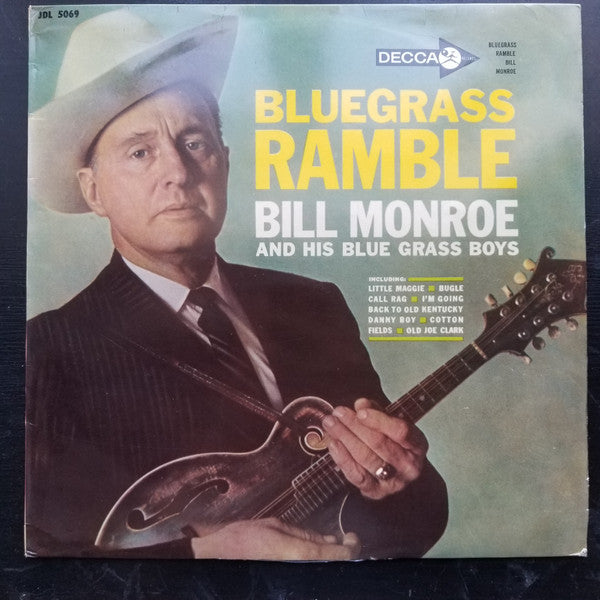 JDL 5069
DECCA
RECORDS
BLUEGRASS
RAMBLE
BILL
MONROE
BLUEGRASS
RAMBLE
BILL MONROE
AND HIS BLUE GRASS BOYS
INCLUDING:
LITTLE MAGGIE ■ BUGLE
CALL RAG ■ I'M GOING
BACK TO OLD KENTUCKY
DANNY BOY ■ COTTON
FIELDS ■ OLD JOE CLARK